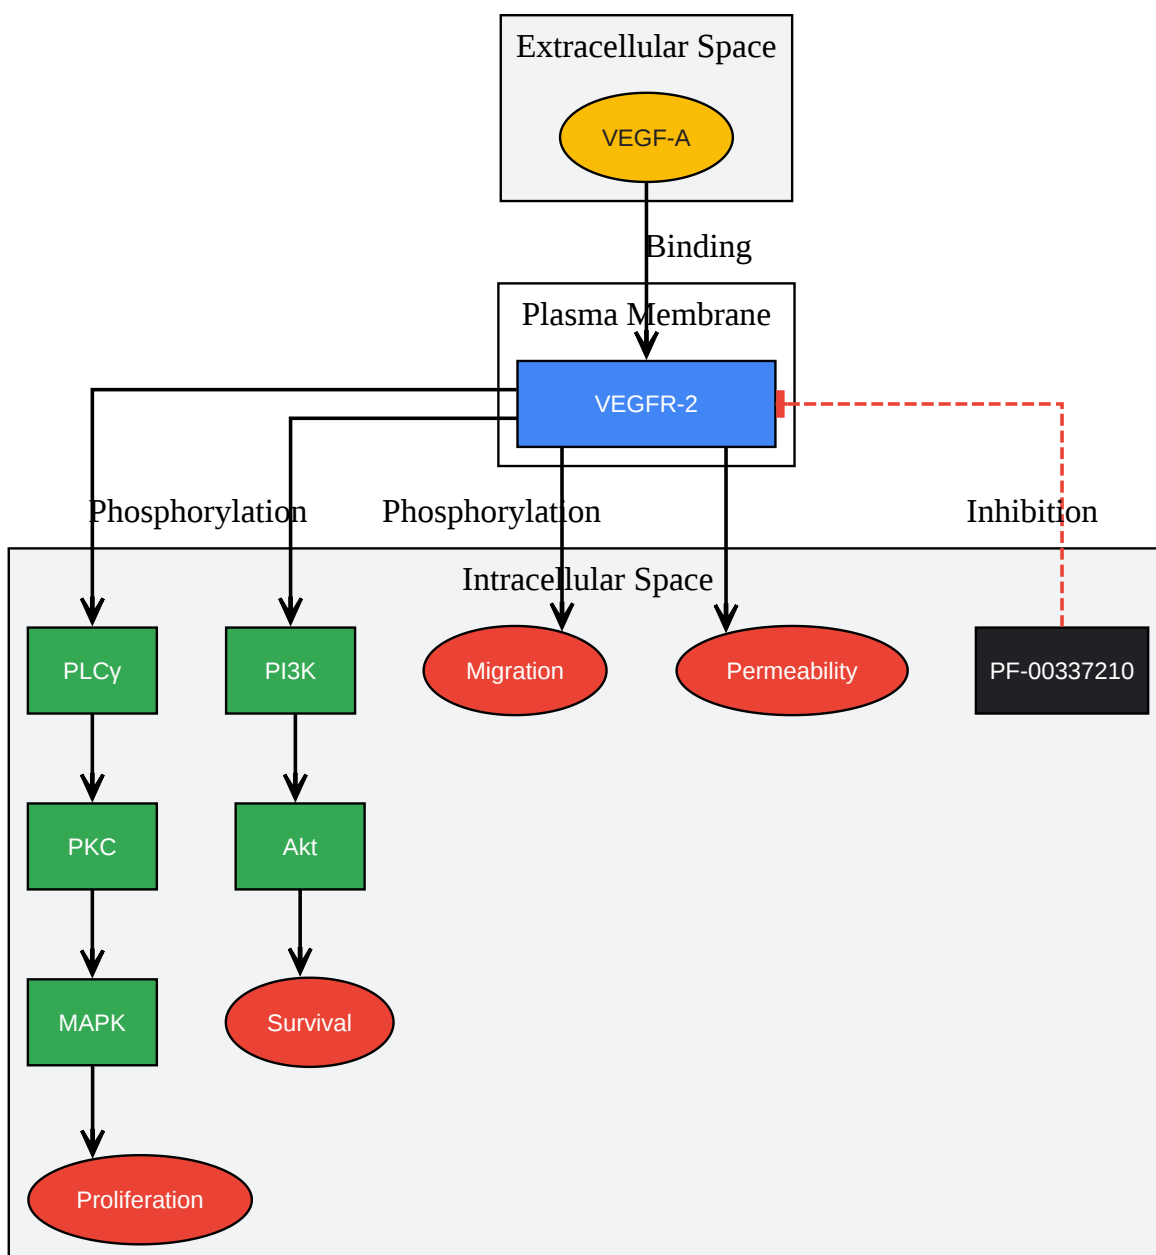 Extracellular Space
VEGF-A
Binding
Plasma Membrane
VEGFR-2
Phosphorylation
Phosphorylation
Inhibition
Intracellular Space
PLCγ
PI3K
Migration
Permeability
PF-00337210
PKC
Akt
MAPK
Survival
Proliferation